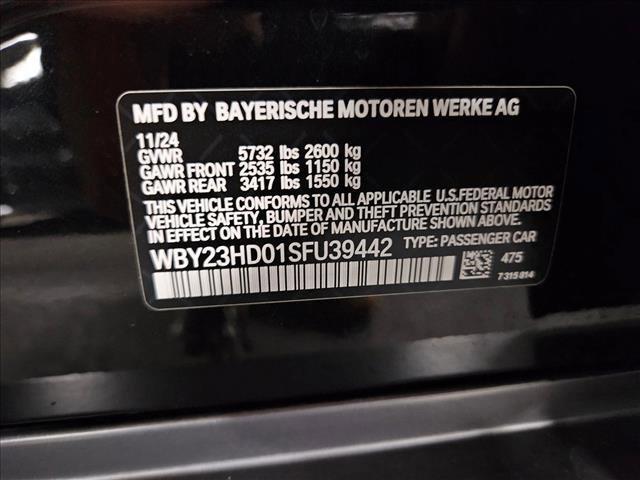 MFD BY BAYERISCHE MOTOREN WERKE AG
11/24
GVWR 5732 lbs 2600 kg
GAWR FRONT 2535 lbs 1150 kg
GAWR REAR 3417 lbs 1550 kg
THIS VEHICLE CONFORMS TO ALL APPLICABLE U.S.FEDERAL MOTOR
VEHICLE SAFETY, BUMPER AND THEFT PREVENTION STANDARDS
IN EFFECT ON THE DATE OF MANUFACTURE SHOWN ABOVE.
WBY23HD01SFU39442 TYPE: PASSENGER CAR
475
7 315 814